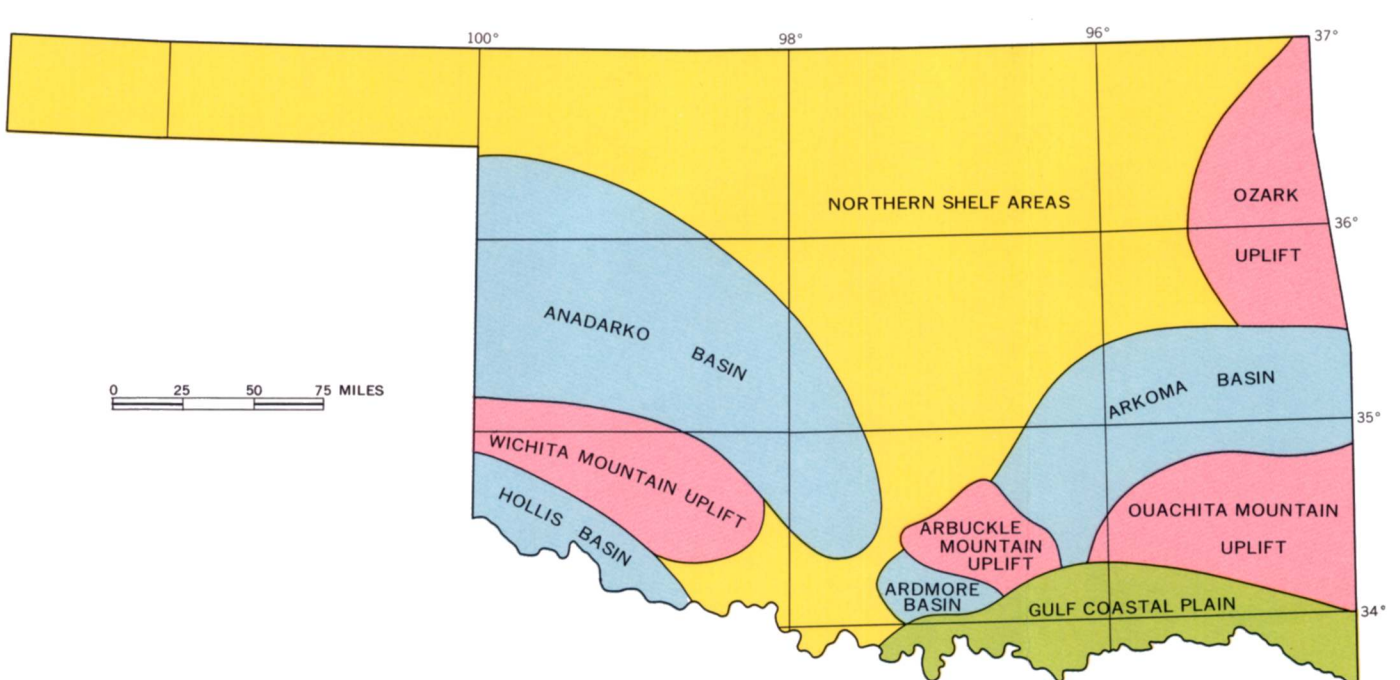 100°
98°
96°
37°
NORTHERN SHELF AREAS
OZARK
UPLIFT
36°
ANADARKO BASIN
0 25 50 75 MILES
ARKOMA BASIN
35°
WICHITA MOUNTAIN UPLIFT
HOLLIS BASIN
ARBUCKLE
MOUNTAIN
UPLIFT
OUACHITA MOUNTAIN
UPLIFT
ARDMORE
BASIN
GULF COASTAL PLAIN
34°